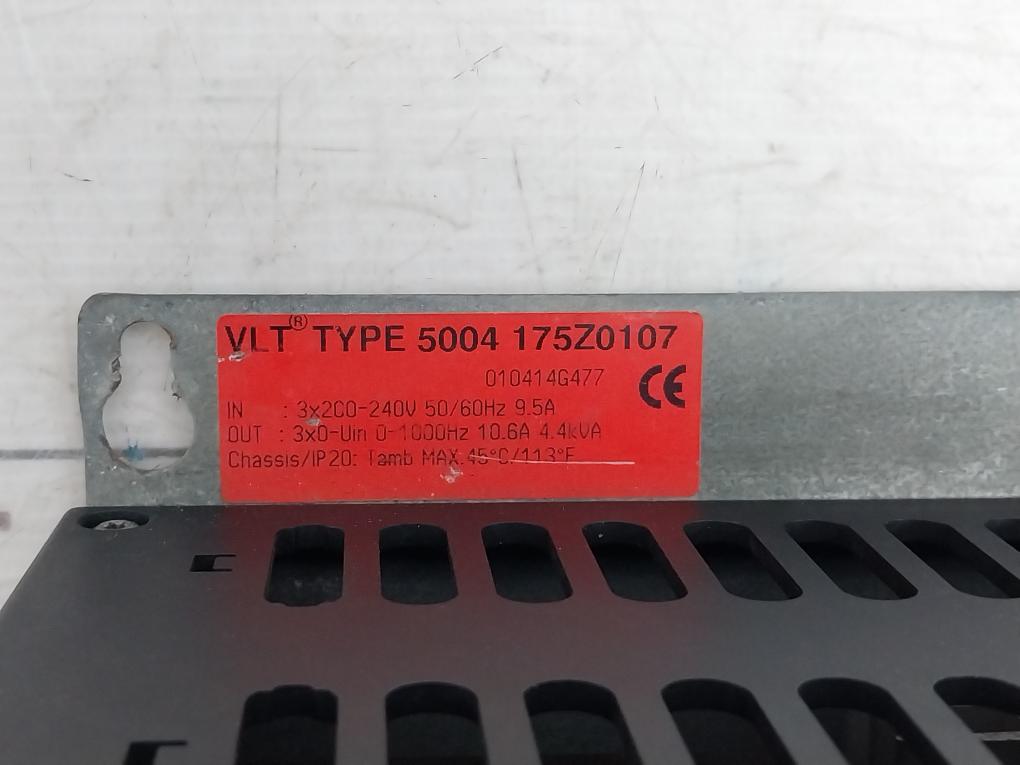 VLT® TYPE 5004 175Z0107
010414G477
CE
IN : 3x200-240V 50/60Hz 9.5A
OUT : 3x0-Uin 0-1000Hz 10.6A 4.4kVA
Chassis/IP20: Tamb MAX.45°C/113°F